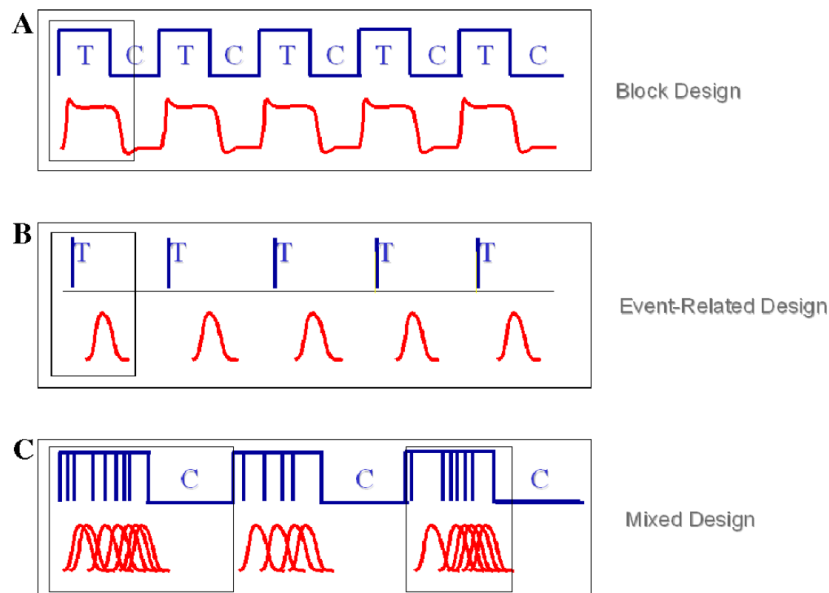 A
T C T C T C T C T C
Block Design
B
T T T T T
Event-Related Design
C
C C C
Mixed Design